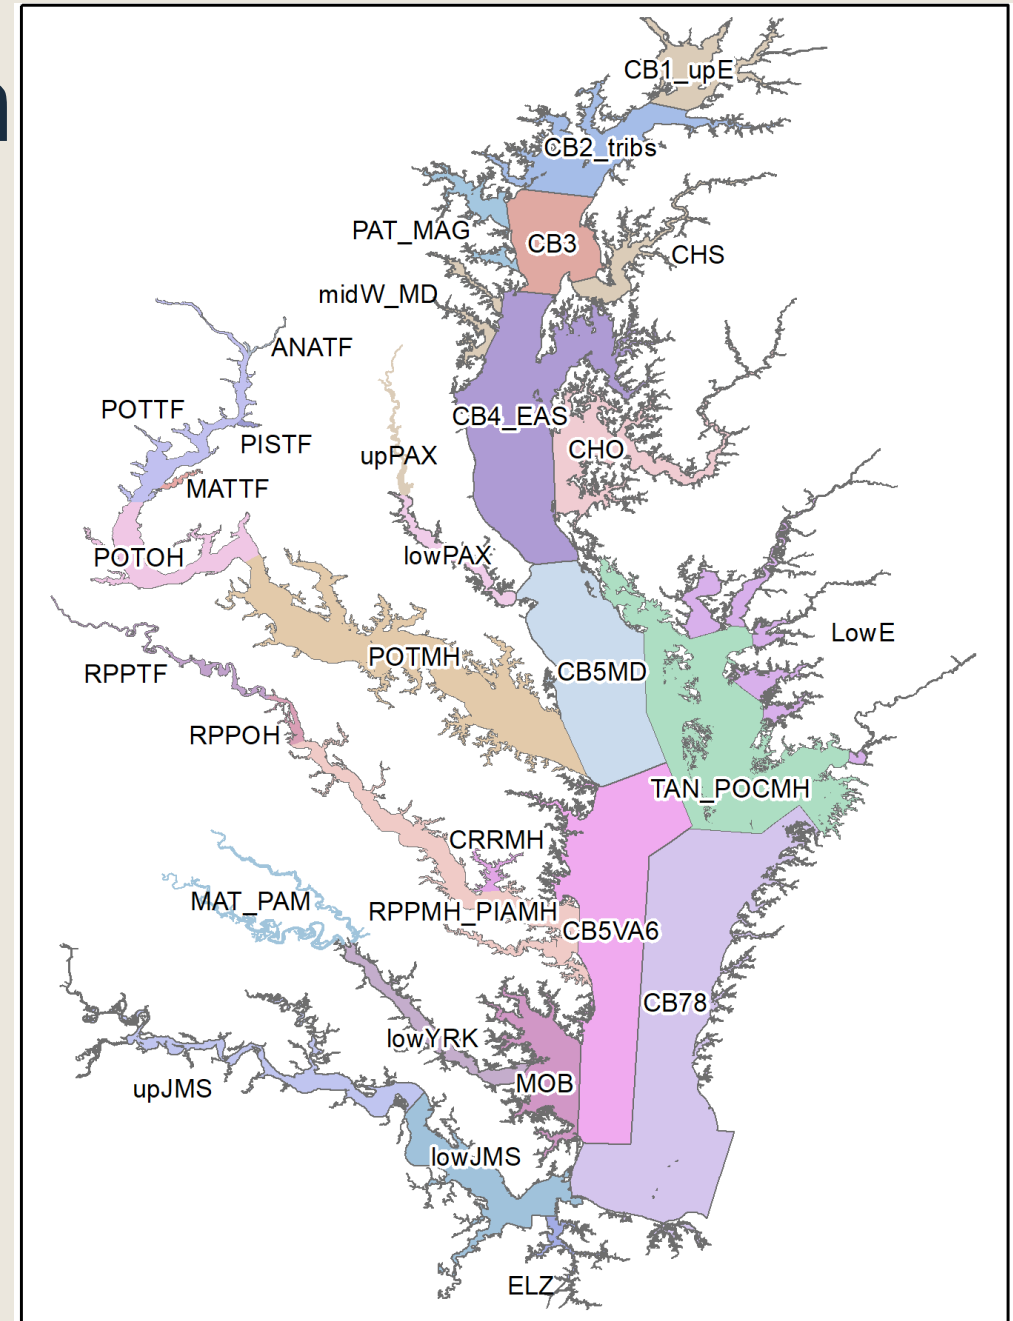 CB1_upE
CB2_tribs
PAT_MAG
CB3
CHS
midW_MD
ANATF
POTTF
CB4_EAS
PISTF
CHO
upPAX
MATTF
POTOH
lowPAX
LowE
POTMH
CB5MD
RPPTF
RPPOH
TAN_POCMH
CRRMH
MAT_PAM
RPPMH_PIAMH
CB5VA6
CB78
lowYRK
MOB
upJMS
lowJMS
ELZ